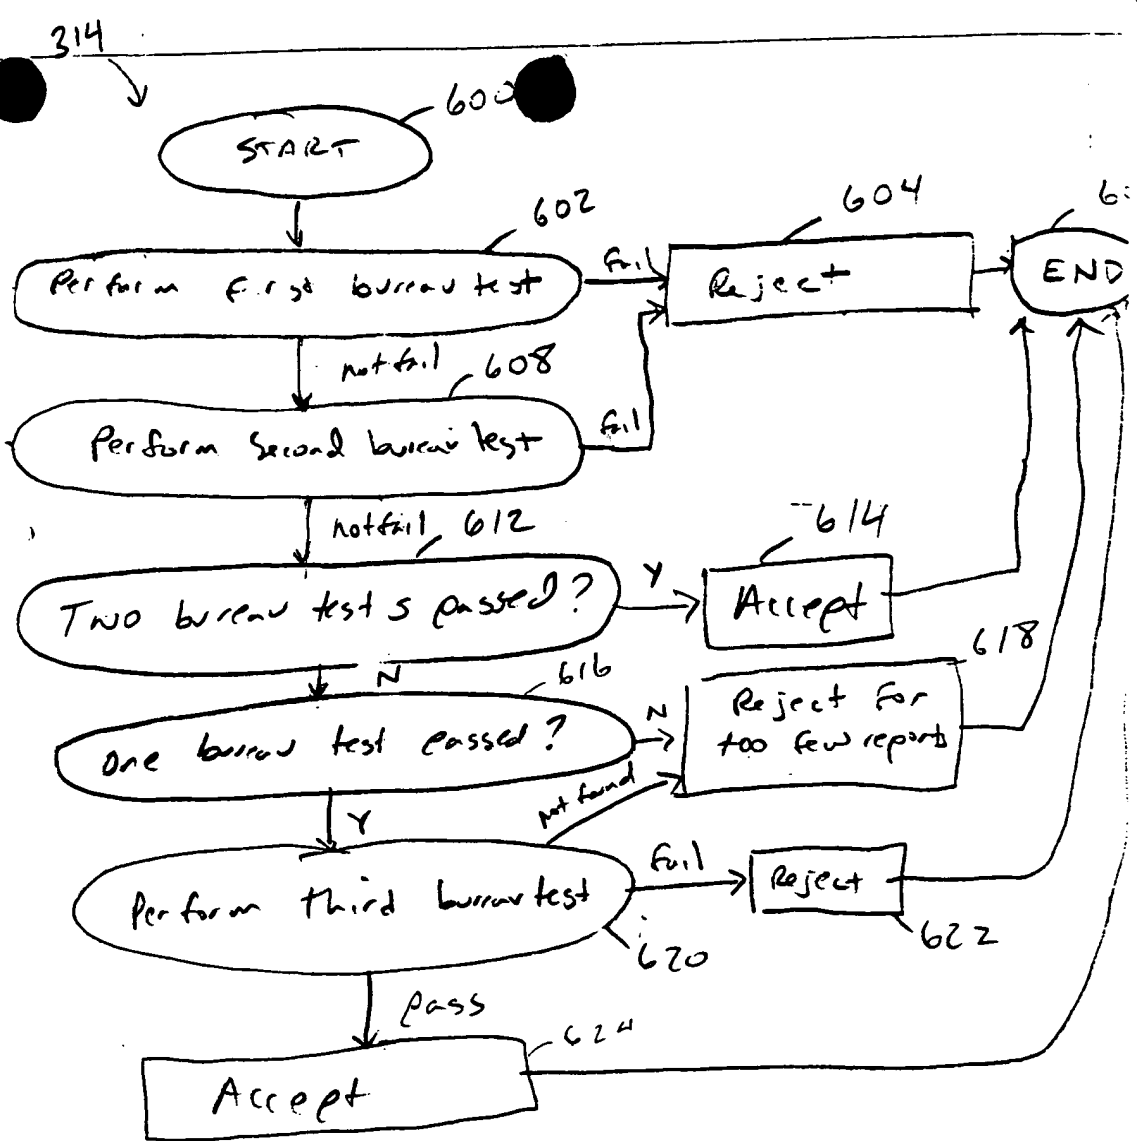 314
600
START
602
604
Perform first bureau test
fail
Reject
END
not fail
608
Perform second bureau test
fail
not fail
612
614
Two bureau tests passed?
Y
Accept
N
616
618
One bureau test passed?
N
Reject for
too few reports
Y
not found
Perform third bureau test
fail
Reject
620
622
pass
624
Accept